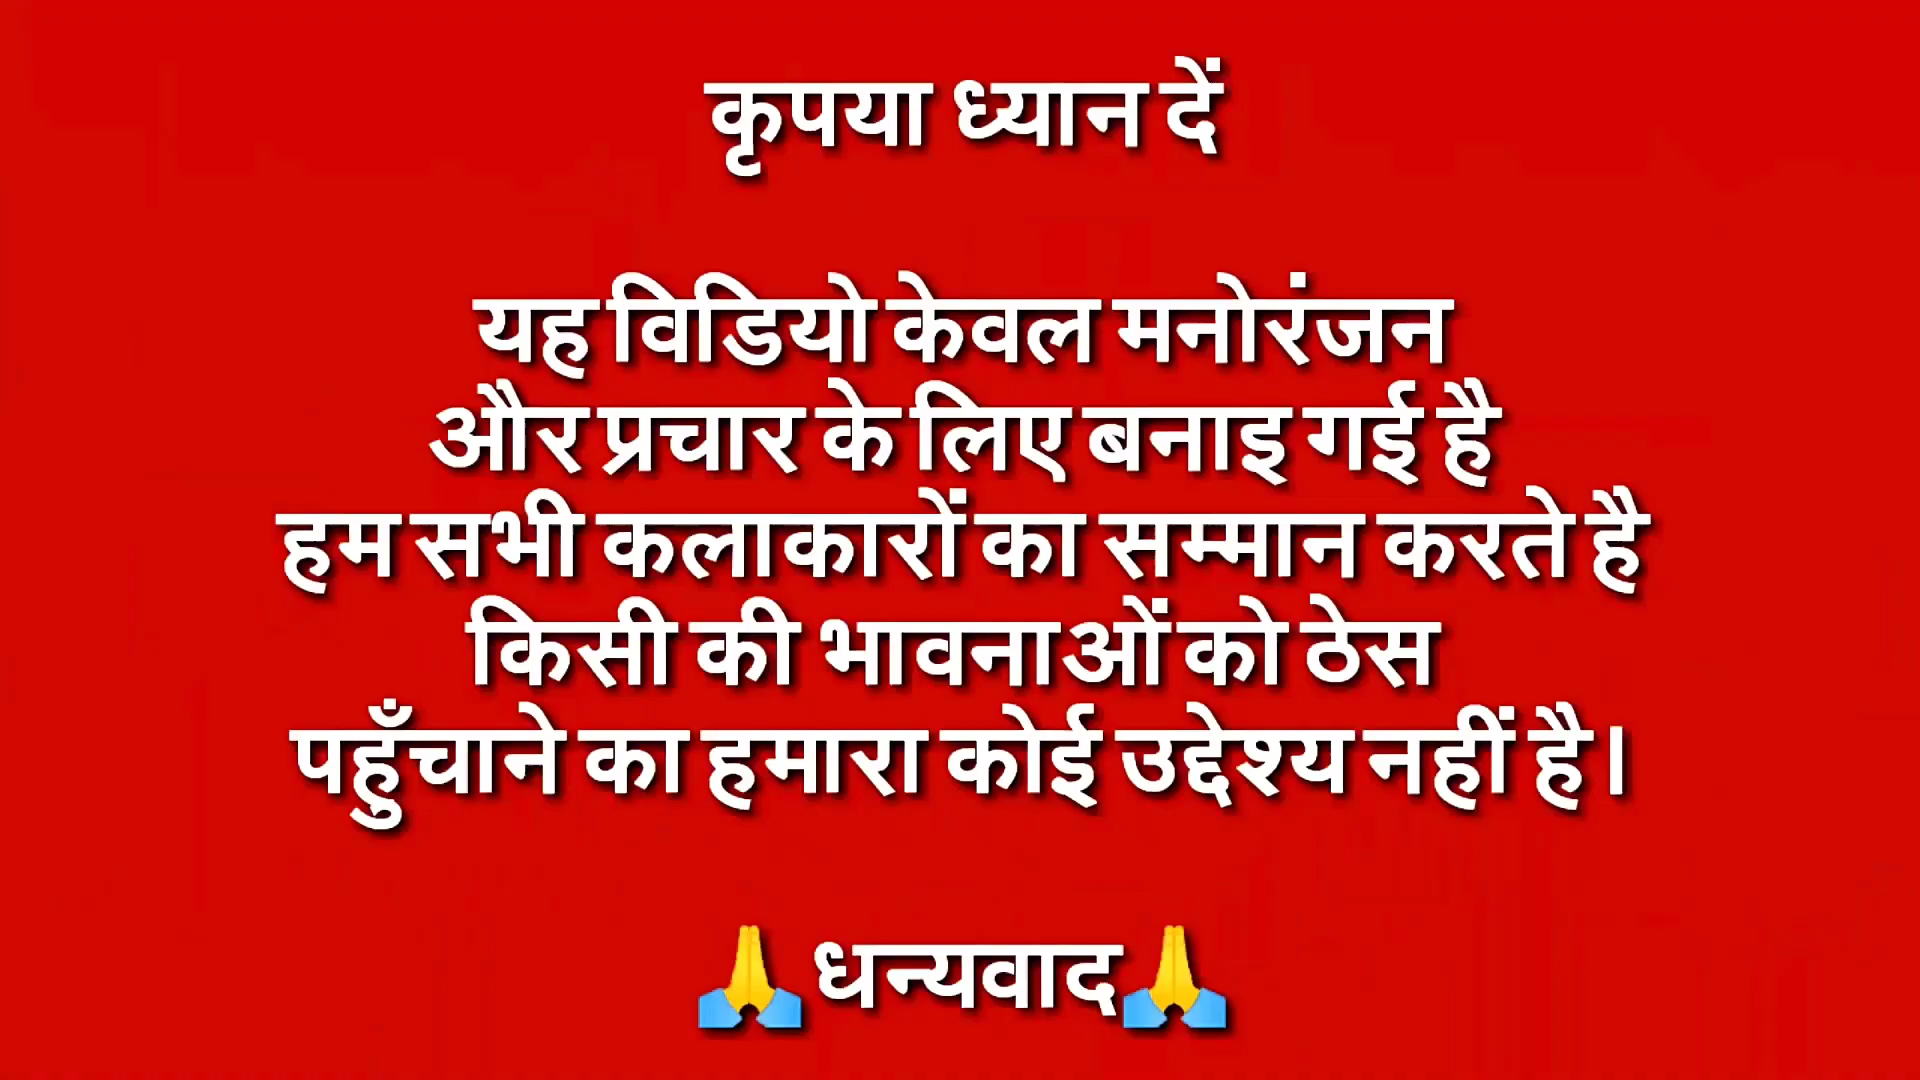 कृपया ध्यान दें
यह विडियो केवल मनोरंजन
और प्रचार के लिए बनाइ गई है
हम सभी कलाकारों का सम्मान करते है
किसी की भावनाओं को ठेस
पहुँचाने का हमारा कोई उद्देश्य नहीं है।
🙏धन्यवाद🙏